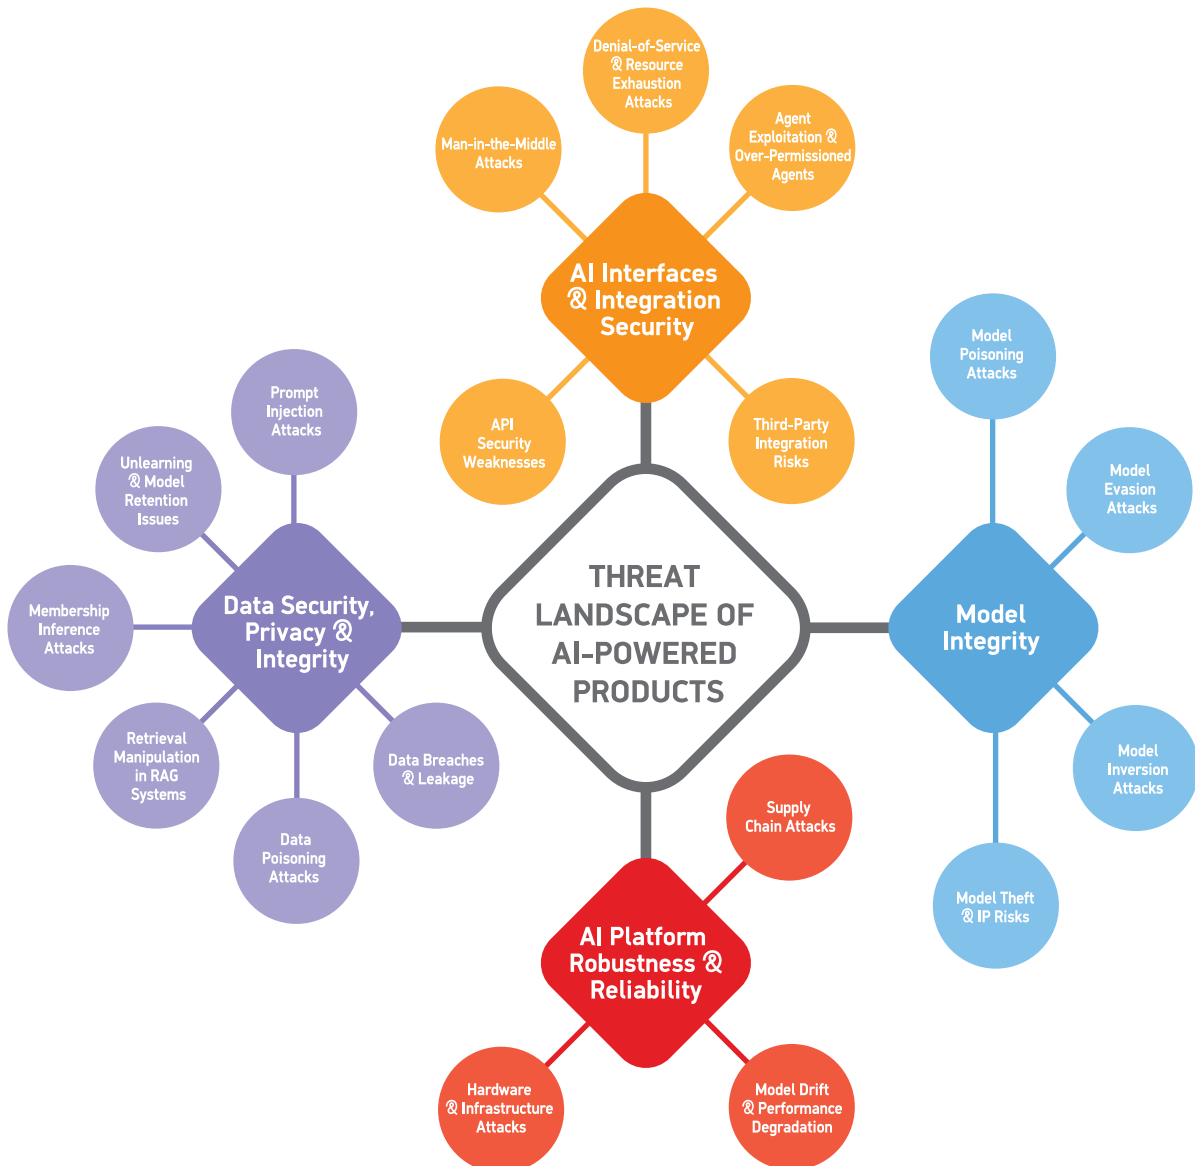 Denial-of-Service
& Resource
Exhaustion
Attacks
Man-in-the-Middle
Attacks
Agent
Exploitation &
Over-Permissioned
Agents
AI Interfaces
& Integration
Security
API
Security
Weaknesses
Third-Party
Integration
Risks
Model
Poisoning
Attacks
Model
Evasion
Attacks
Model
Integrity
Model
Inversion
Attacks
Model Theft
& IP Risks
THREAT
LANDSCAPE OF
AI-POWERED
PRODUCTS
Prompt
Injection
Attacks
Unlearning
& Model
Retention
Issues
Membership
Inference
Attacks
Data Security,
Privacy &
Integrity
Retrieval
Manipulation
in RAG
Systems
Data Breaches
& Leakage
Data
Poisoning
Attacks
Supply
Chain Attacks
AI Platform
Robustness &
Reliability
Hardware
& Infrastructure
Attacks
Model Drift
& Performance
Degradation